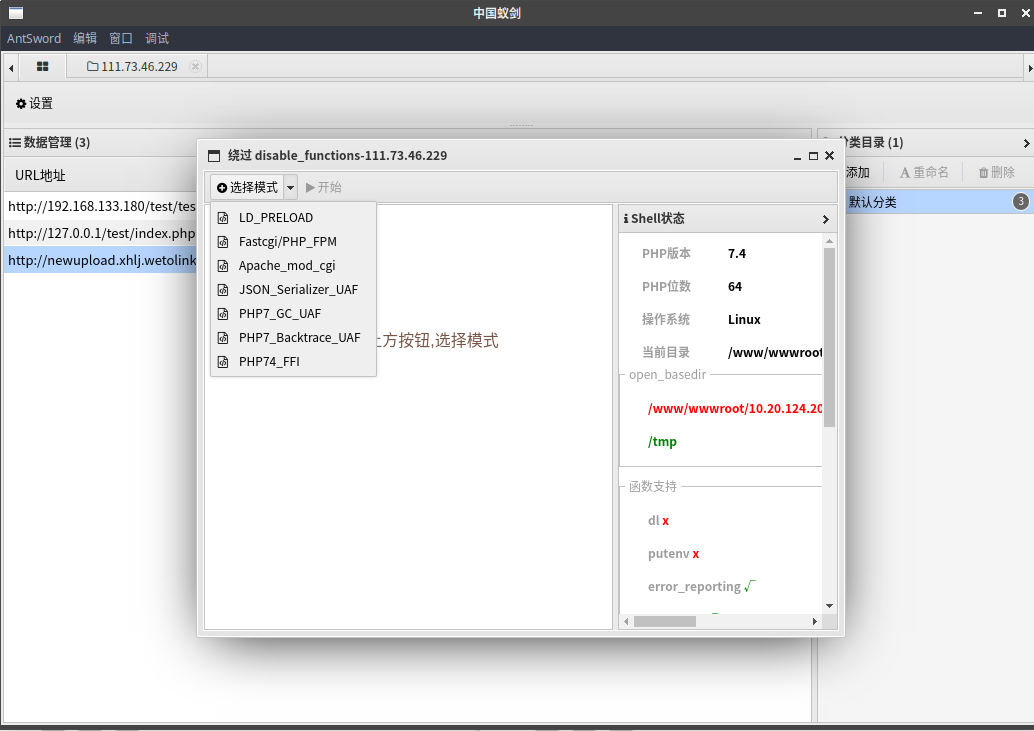 中国蚁剑
AntSword 编辑 窗口 调试
111.73.46.229
设置
数据管理 (3)
分类目录 (1)
URL地址
添加 重命名 删除
http://192.168.133.180/test/tes
http://127.0.0.1/test/index.php
http://newupload.xhlj.wetolink
默认分类 3
绕过 disable_functions-111.73.46.229
选择模式 开始
LD_PRELOAD
Fastcgi/PHP_FPM
Apache_mod_cgi
JSON_Serializer_UAF
PHP7_GC_UAF
PHP7_Backtrace_UAF
PHP74_FFI
上方按钮,选择模式
Shell状态
PHP版本 7.4
PHP位数 64
操作系统 Linux
当前目录 /www/wwwroot
open_basedir
/www/wwwroot/10.20.124.20
/tmp
函数支持
dl x
putenv x
error_reporting √